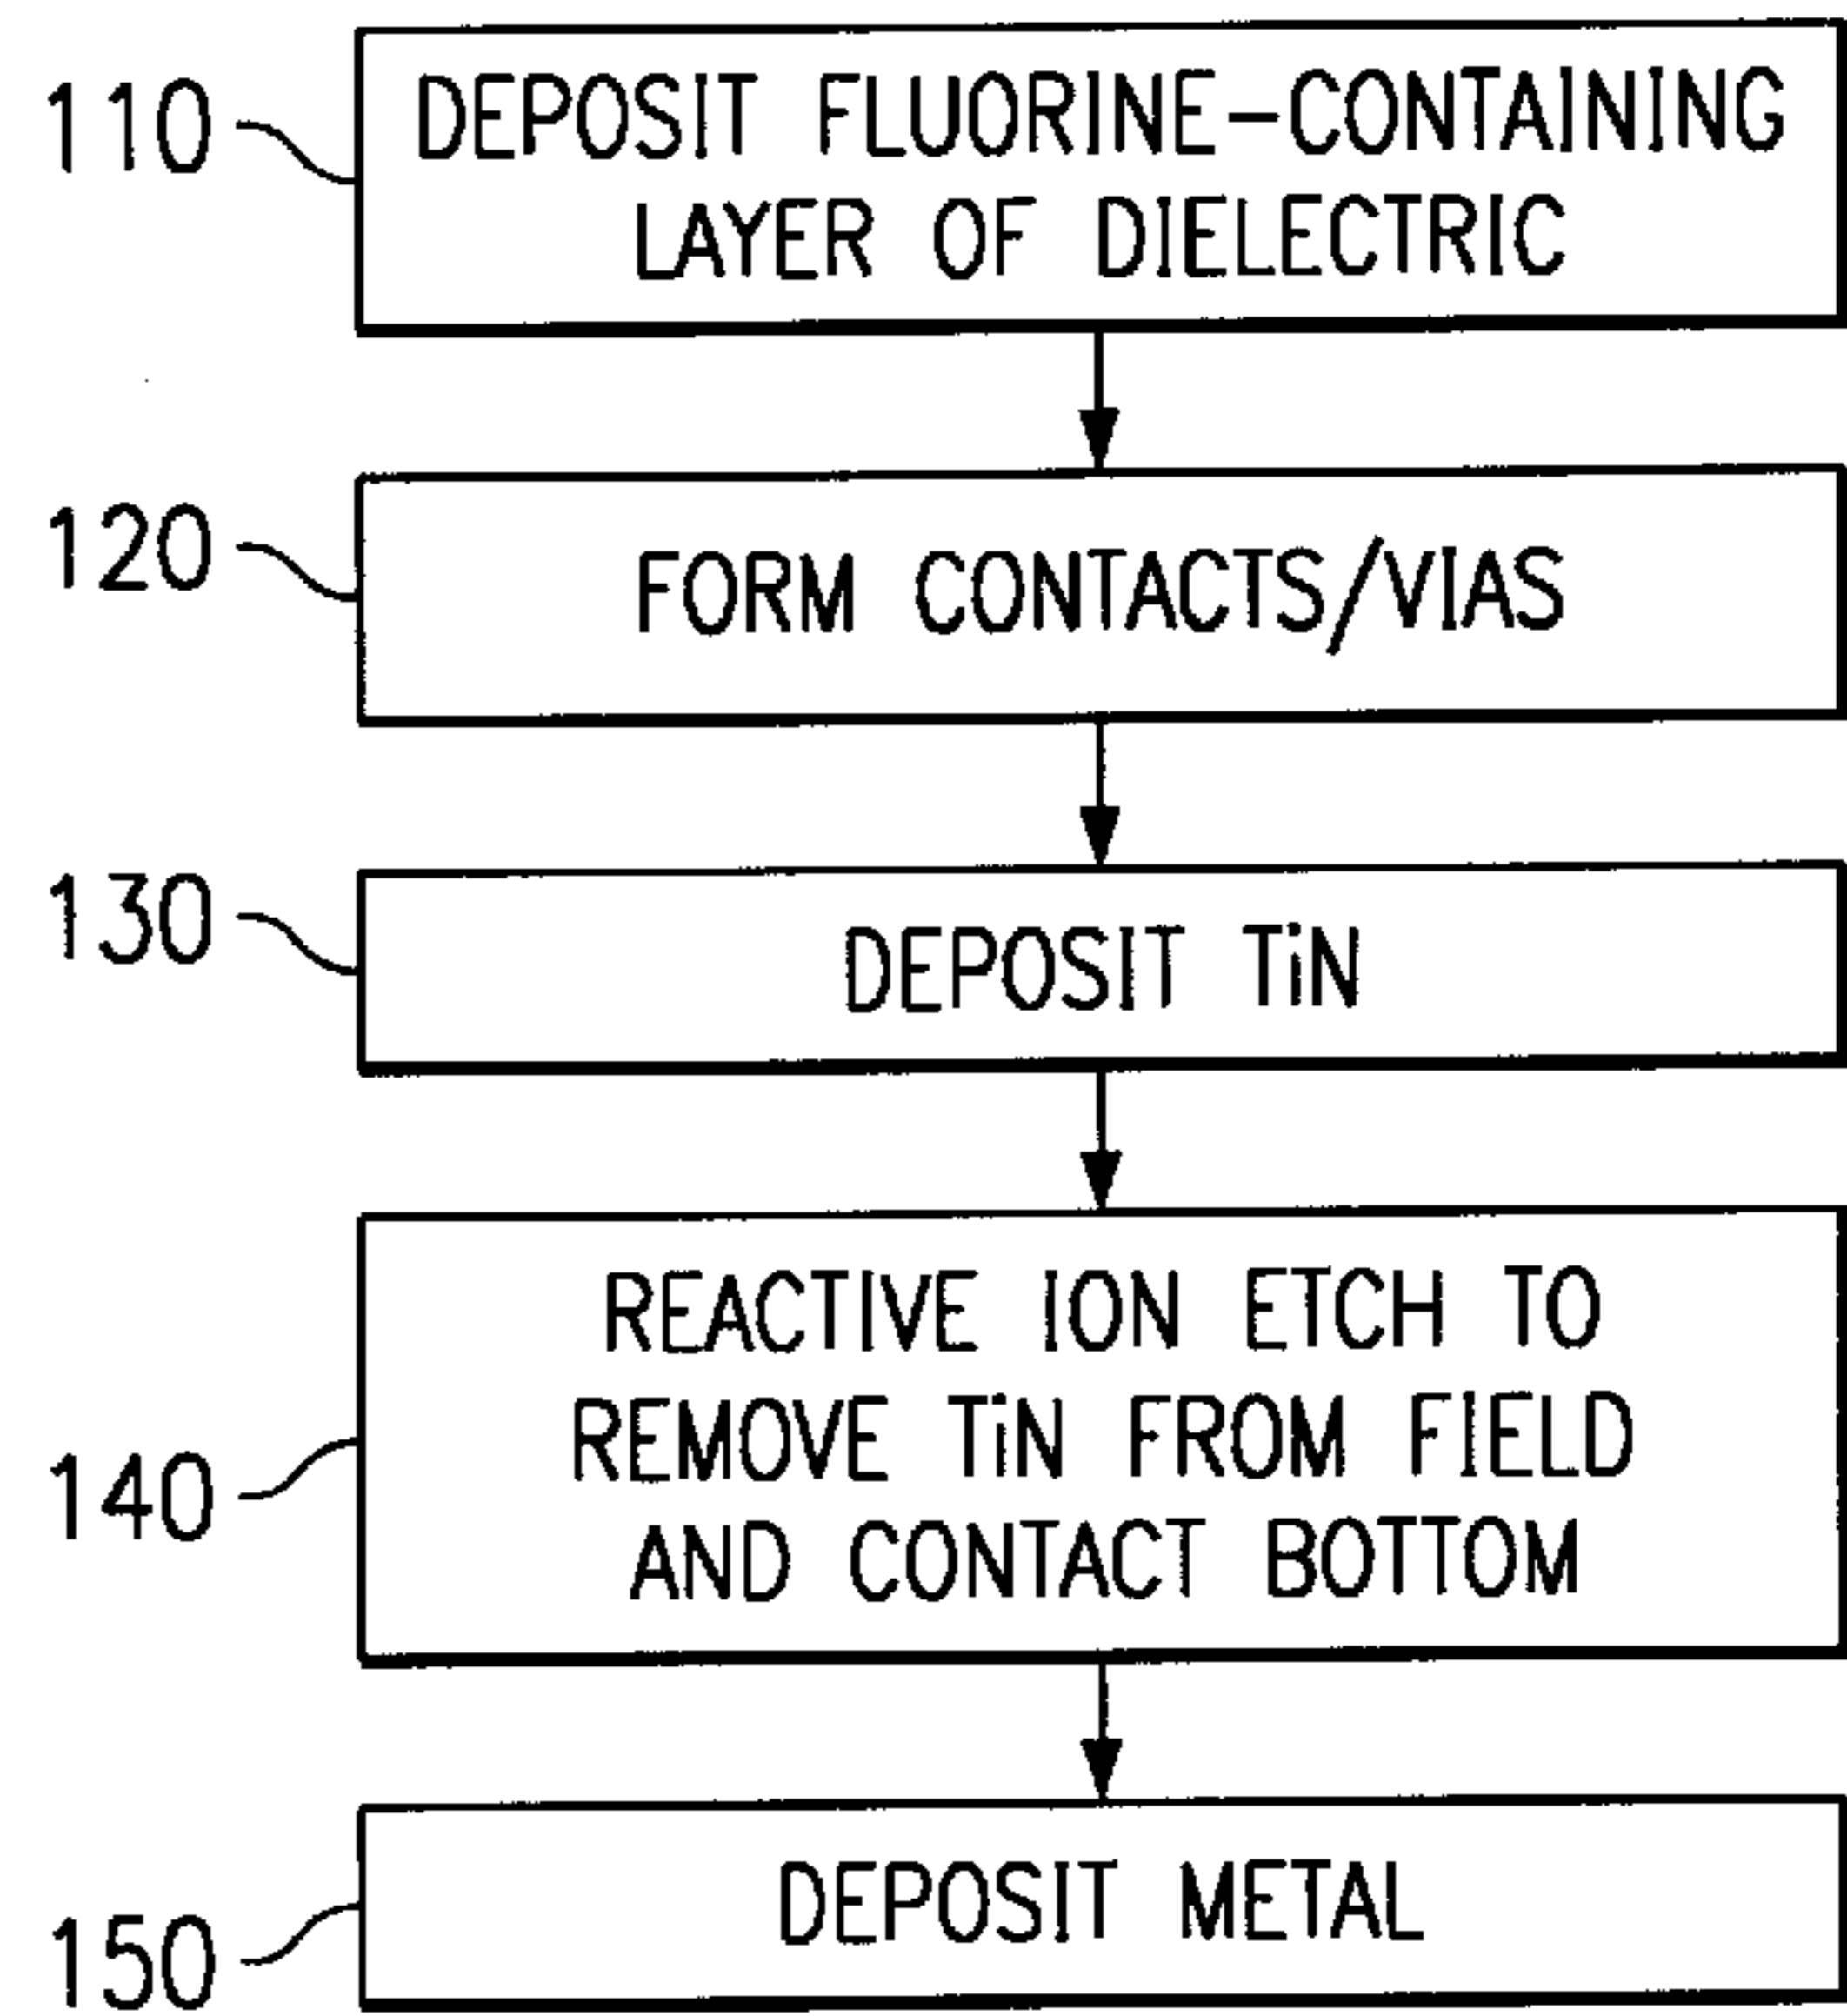 110
DEPOSIT FLUORINE-CONTAINING
LAYER OF DIELECTRIC
120
FORM CONTACTS/VIAS
130
DEPOSIT TiN
REACTIVE ION ETCH TO
REMOVE TiN FROM FIELD
140
AND CONTACT BOTTOM
DEPOSIT METAL
150